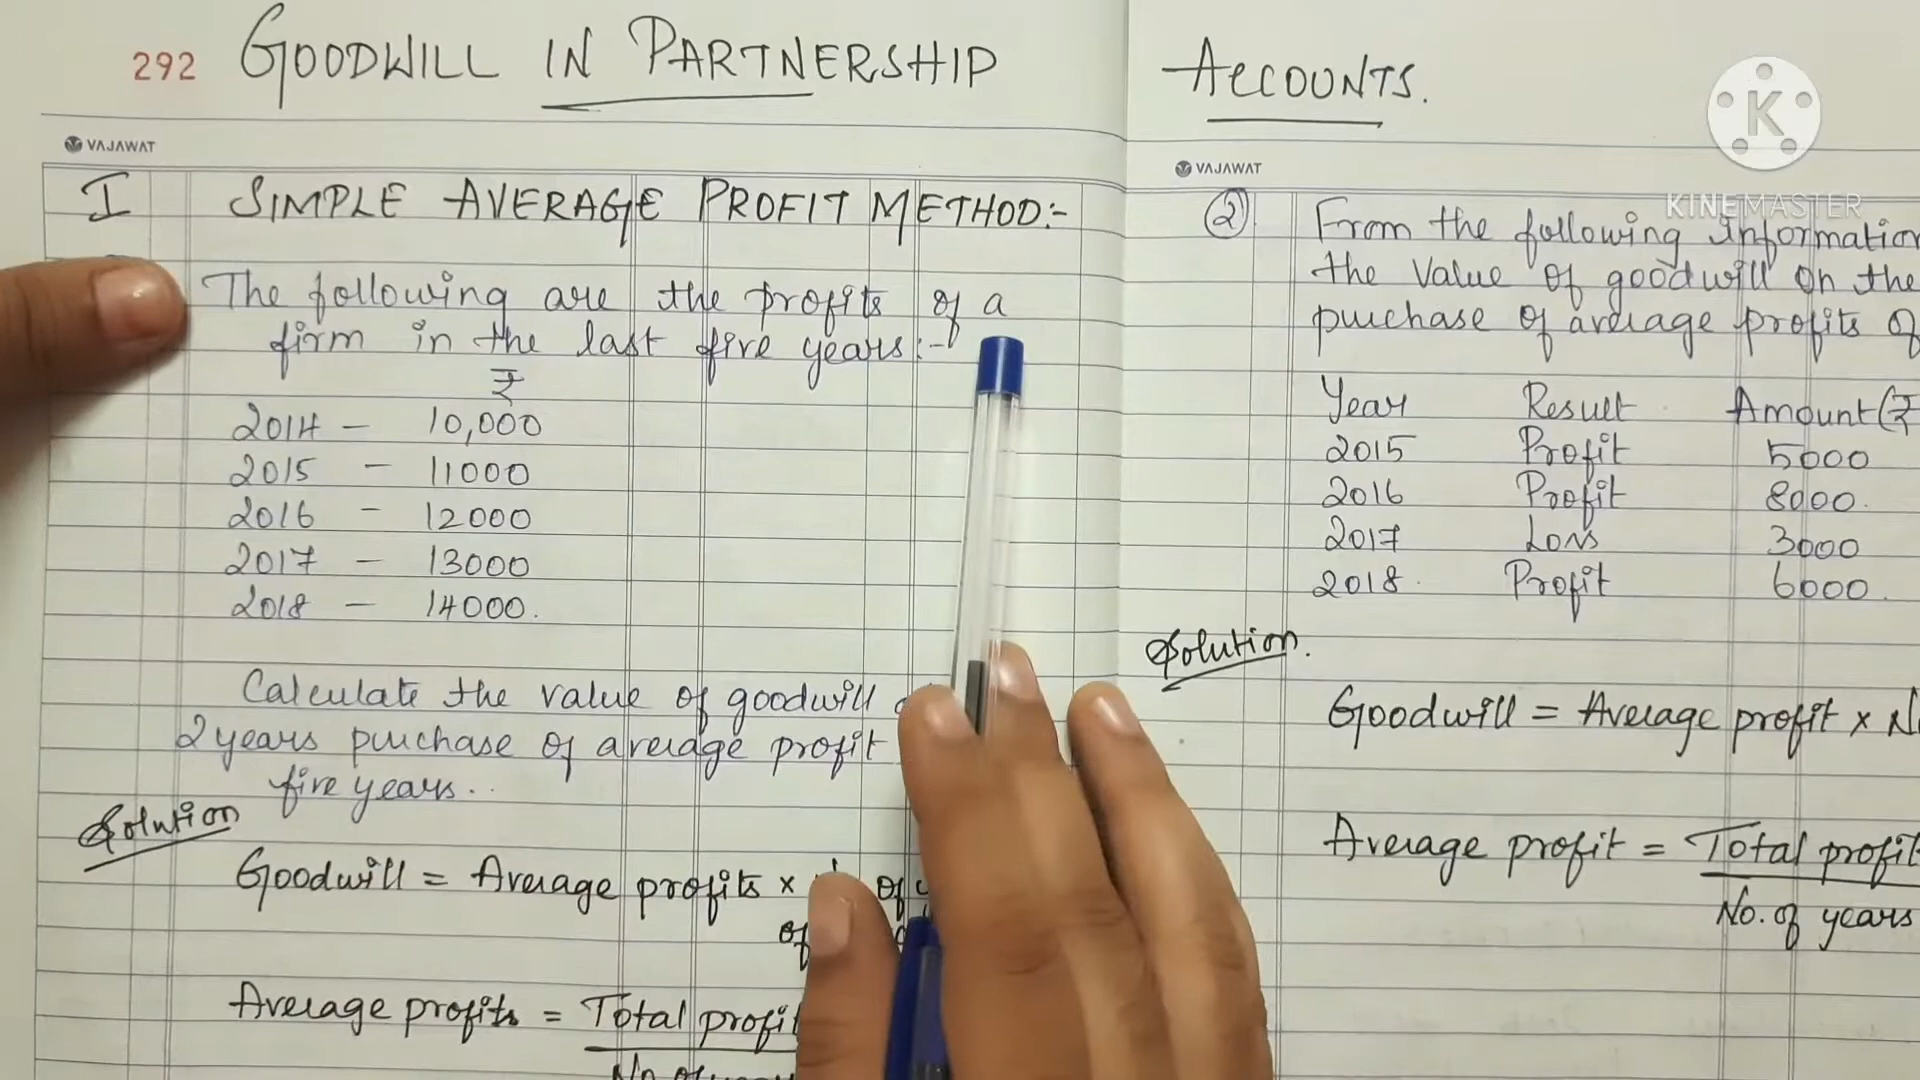 292 GOODWILL IN PARTNERSHIP
VAJAWAT
I SIMPLE AVERAGE PROFIT METHOD:-
The following are the profits of a
firm in the last five years:-
₹
2014 - 10,000
2015 - 11000
2016 - 12000
2017 - 13000
2018 - 14000.
Calculate the value of goodwill
2 years purchase of average profit
five years..
Solution
Goodwill = Average profits × of
of
Average profits = Total profit
No of
ACCOUNTS.
K
KINEMASTER
VAJAWAT
② From the following Information
the value of goodwill on the
purchase of average profits of
Year Result Amount(₹
2015 Profit 5000
2016 Profit 8000.
2017 Loss 3000
2018. Profit 6000.
Solution.
Goodwill = Average profit × N
Average profit = Total profit
No. of years